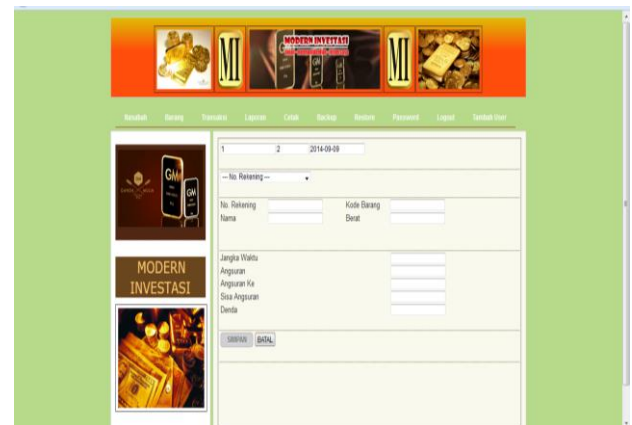 MI
MODERN INVESTASI
MI
Nasabah Barang Transaksi Laporan Cetak Backup Restore Password Logout Tambah User
1 2 2014-09-09
--- No. Rekening ---
No. Rekening Kode Barang
Nama Berat
Jangka Waktu
Angsuran
Angsuran Ke
Sisa Angsuran
Denda
SIMPAN BATAL
GM
GM
MODERN
INVESTASI